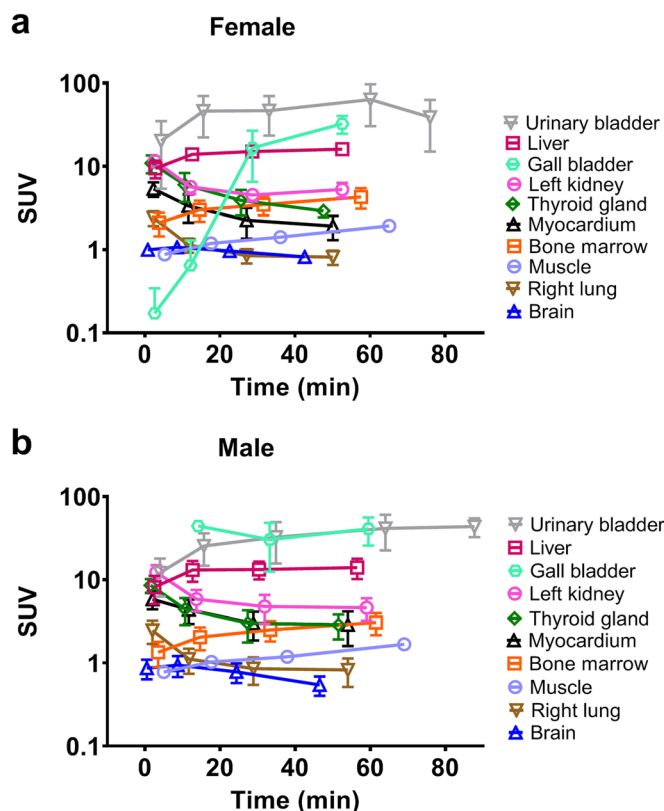 a
Female
100
10
1
0.1
SUV
0
20
40
60
80
Time (min)
Urinary bladder
Liver
Gall bladder
Left kidney
Thyroid gland
Myocardium
Bone marrow
Muscle
Right lung
Brain
b
Male
100
10
1
0.1
SUV
0
20
40
60
80
Time (min)
Urinary bladder
Liver
Gall bladder
Left kidney
Thyroid gland
Myocardium
Bone marrow
Muscle
Right lung
Brain